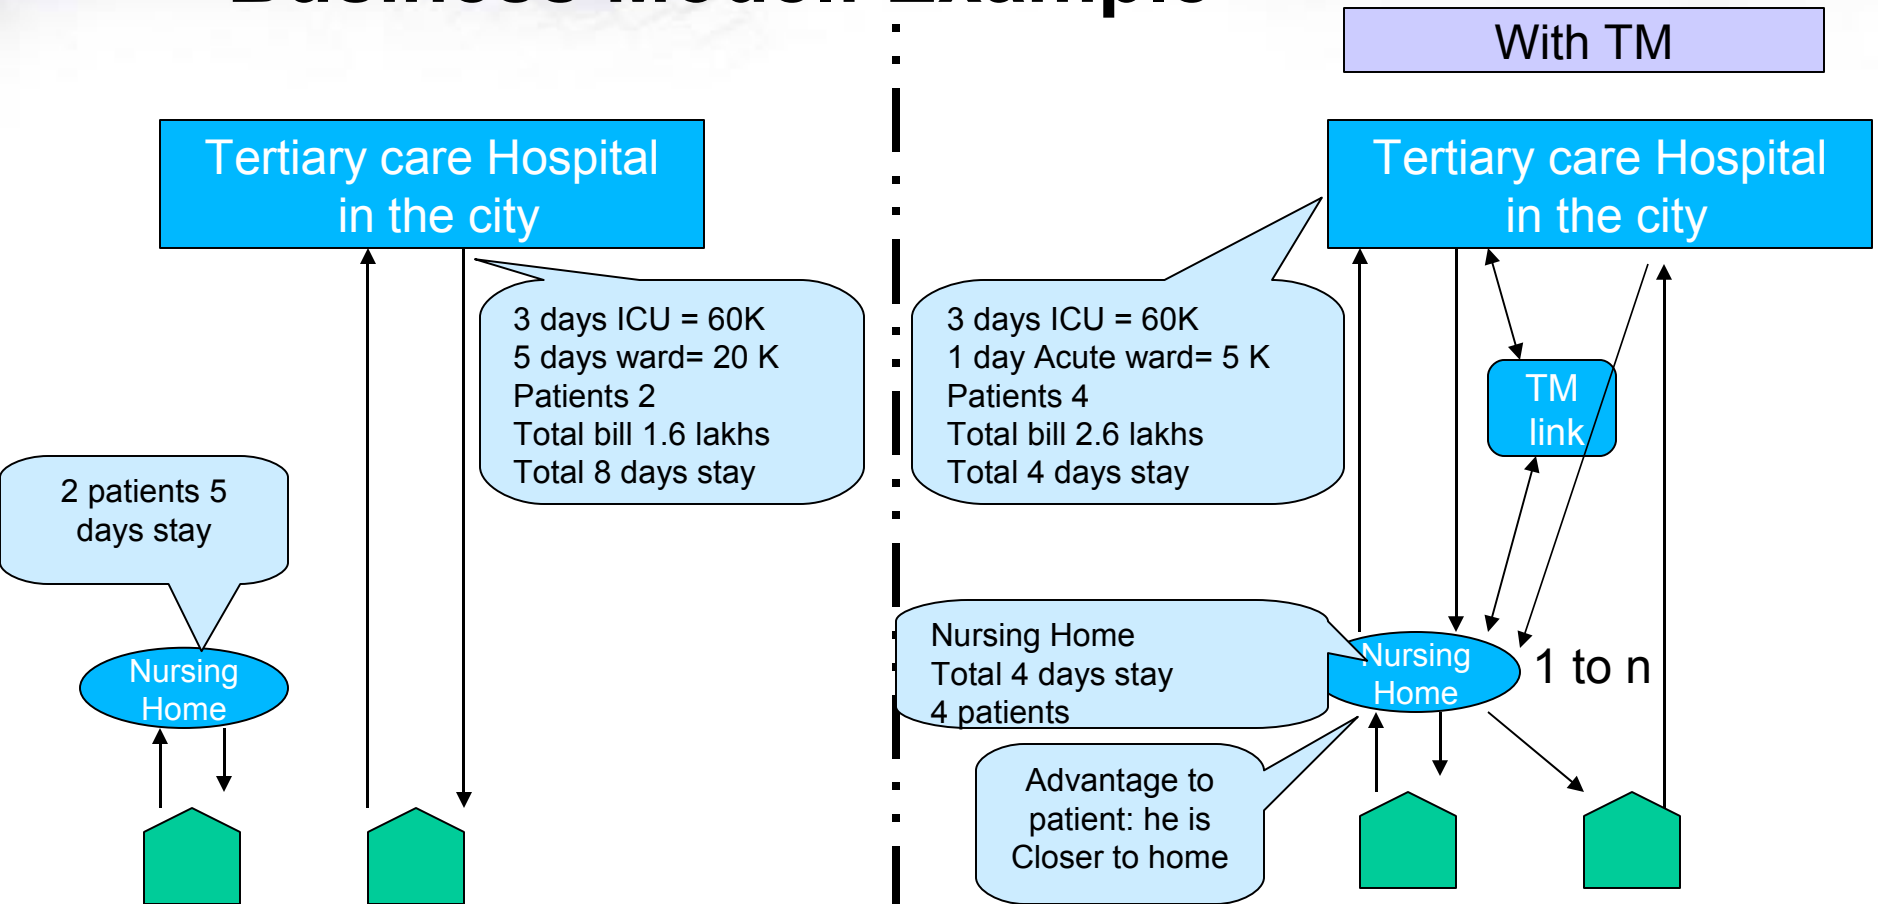 Business Model: Example
With TM
Tertiary care Hospital
in the city
3 days ICU = 60K
5 days ward= 20 K
Patients 2
Total bill 1.6 lakhs
Total 8 days stay
2 patients 5
days stay
Nursing
Home
Tertiary care Hospital
in the city
3 days ICU = 60K
1 day Acute ward= 5 K
Patients 4
Total bill 2.6 lakhs
Total 4 days stay
TM
link
Nursing Home
Total 4 days stay
4 patients
Nursing
Home
1 to n
Advantage to
patient: he is
Closer to home